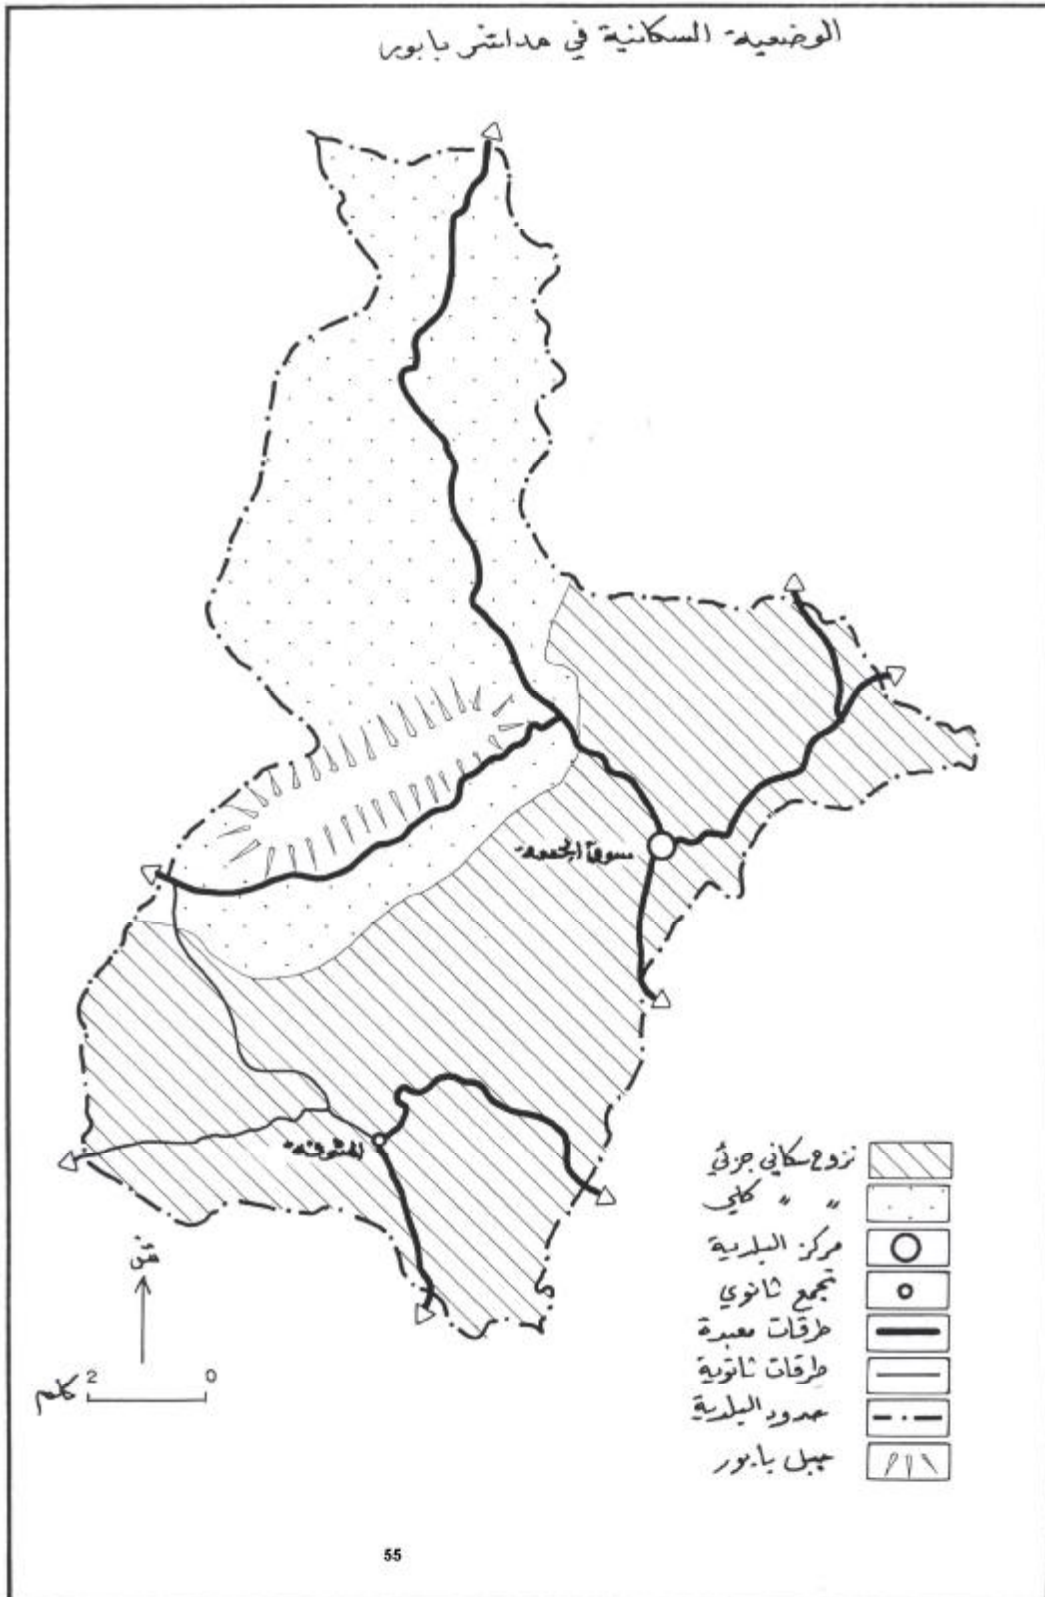 الوضعية السكانية في مداشر بابور
سوق الجمعة
نزوح سكاني جزئي
〃 〃 كلي
مركز البلدية
تجمع ثانوي
طرقات معبدة
طرقات ثانوية
حدود البلدية
جبل بابور
2 0
كلم
55